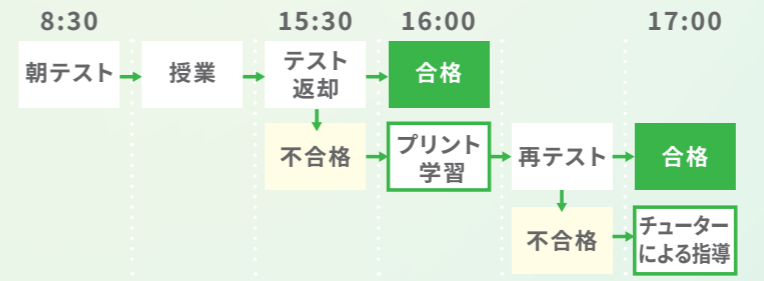 8:30
15:30
16:00
17:00
朝テスト
授業
テスト
返却
合格
不合格
プリント
学習
再テスト
合格
不合格
チューター
による指導